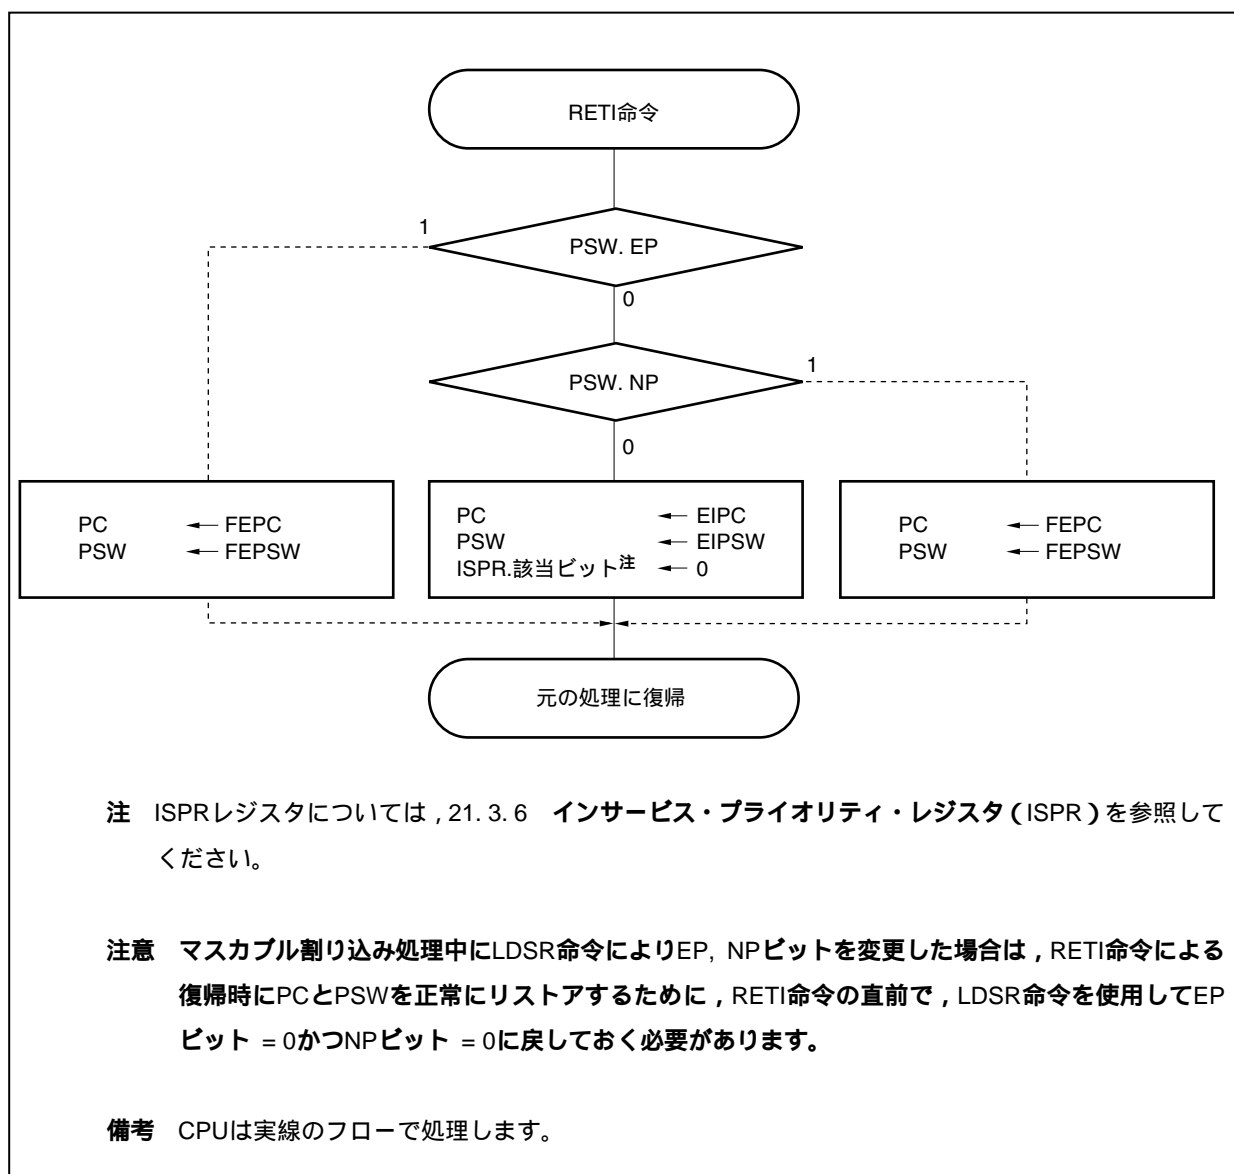 RETI命令
1
PSW. EP
0
PSW. NP
1
0
PC ← FEPC
PSW ← FEPSW
PC ← EIPC
PSW ← EIPSW
ISPR.該当ビット注 ← 0
PC ← FEPC
PSW ← FEPSW
元の処理に復帰
注 ISPRレジスタについては,21. 3. 6 インサービス・プライオリティ・レジスタ(ISPR)を参照して
ください。
注意 マスカブル割り込み処理中にLDSR命令によりEP, NPビットを変更した場合は,RETI命令による
復帰時にPCとPSWを正常にリストアするために,RETI命令の直前で,LDSR命令を使用してEP
ビット = 0かつNPビット = 0に戻しておく必要があります。
備考 CPUは実線のフローで処理します。